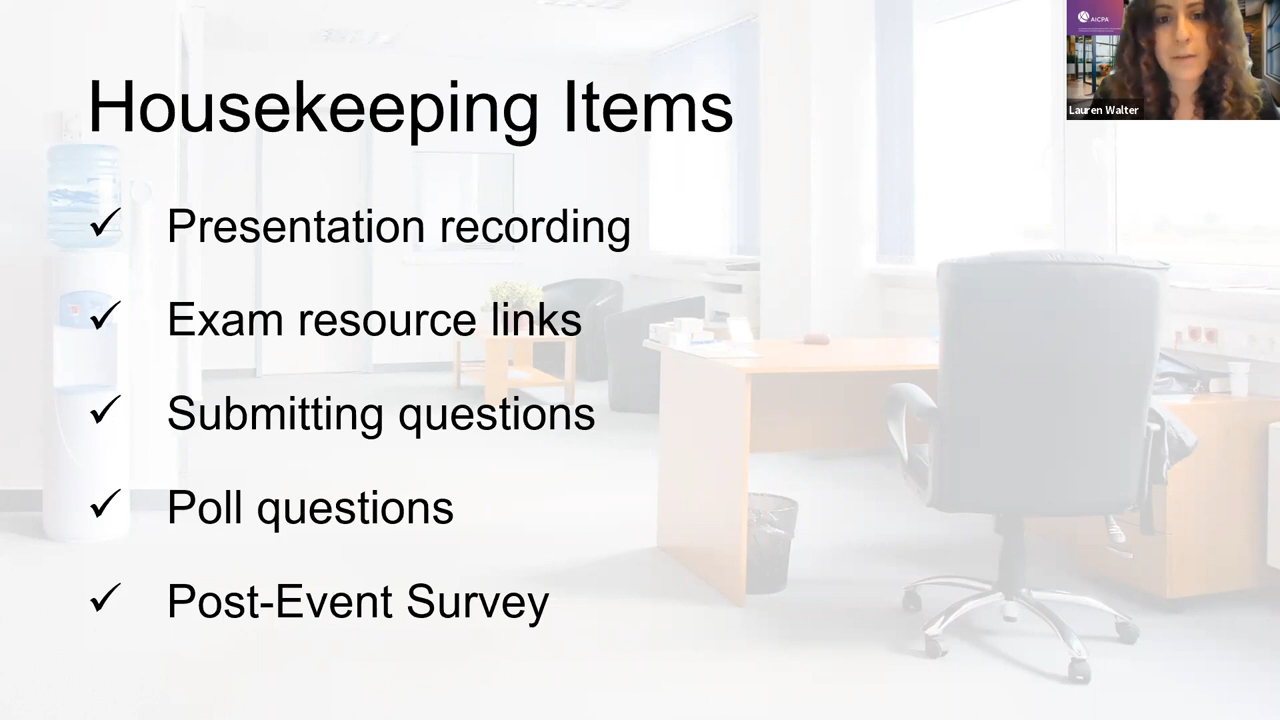 Housekeeping Items
AICPA
Lauren Walter
✓ Presentation recording
✓ Exam resource links
✓ Submitting questions
✓ Poll questions
✓ Post-Event Survey